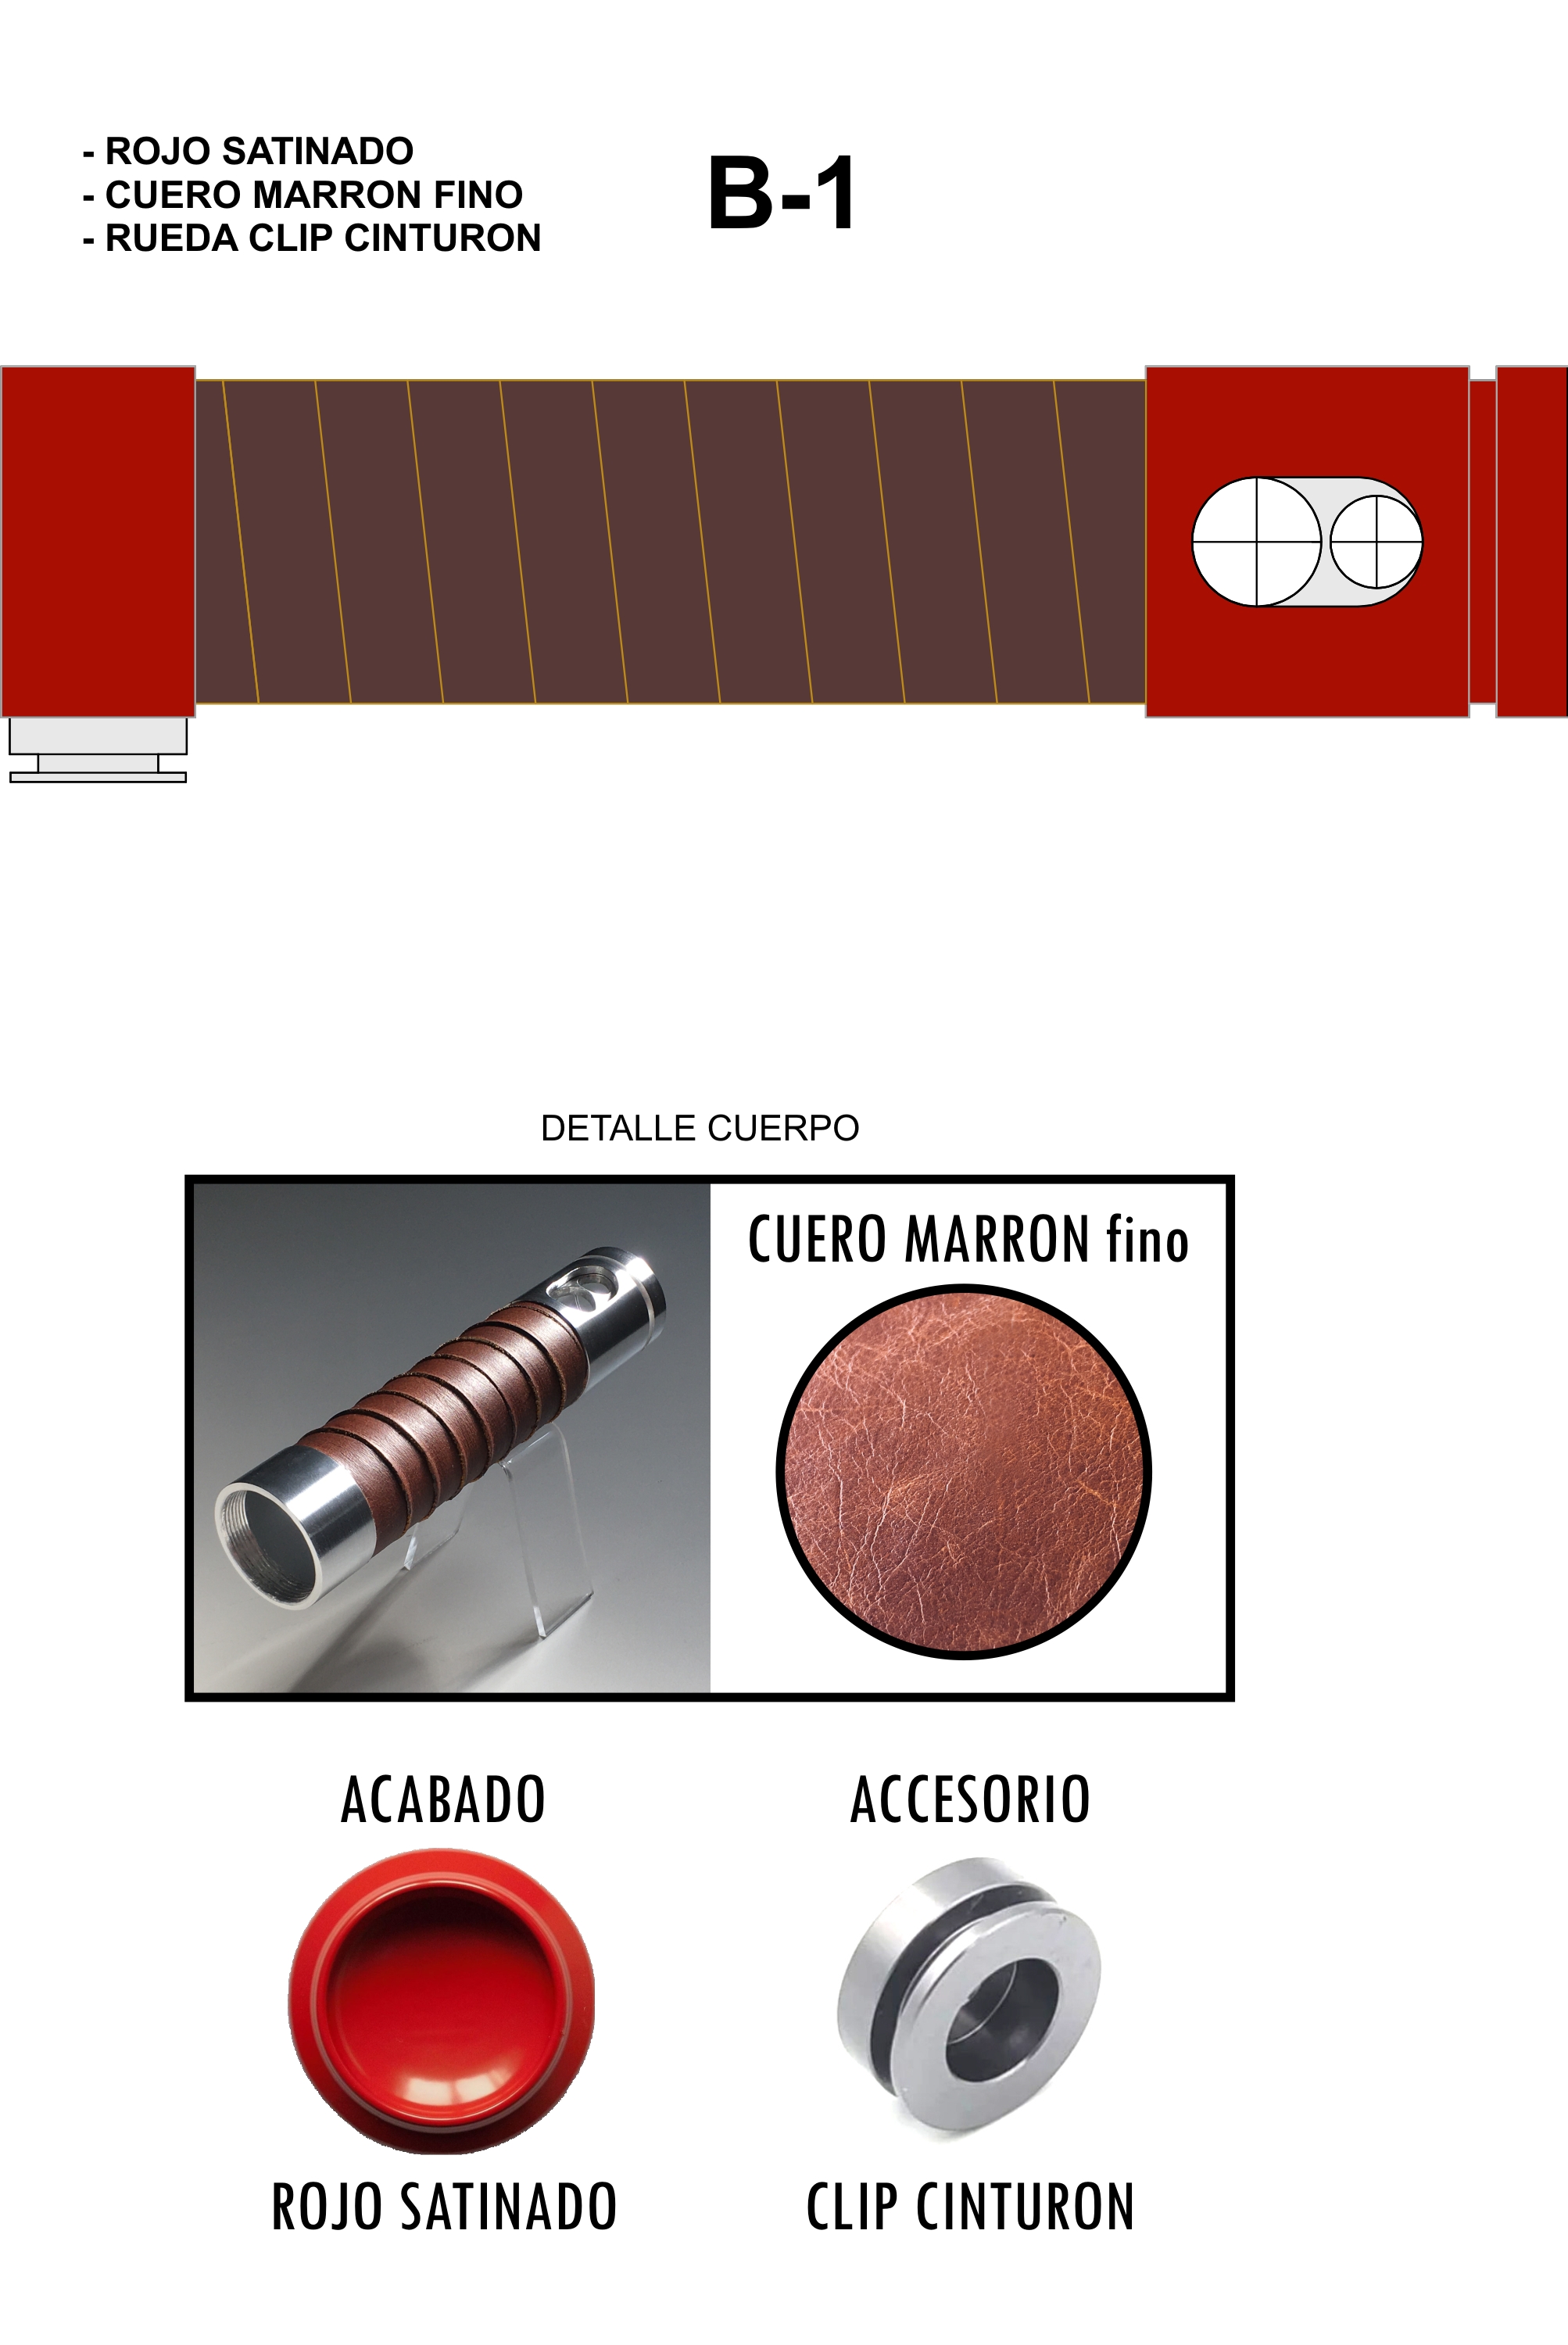 - ROJO SATINADO
- CUERO MARRON FINO
- RUEDA CLIP CINTURON
B-1
DETALLE CUERPO
CUERO MARRON fino
ACABADO
ACCESORIO
ROJO SATINADO
CLIP CINTURON